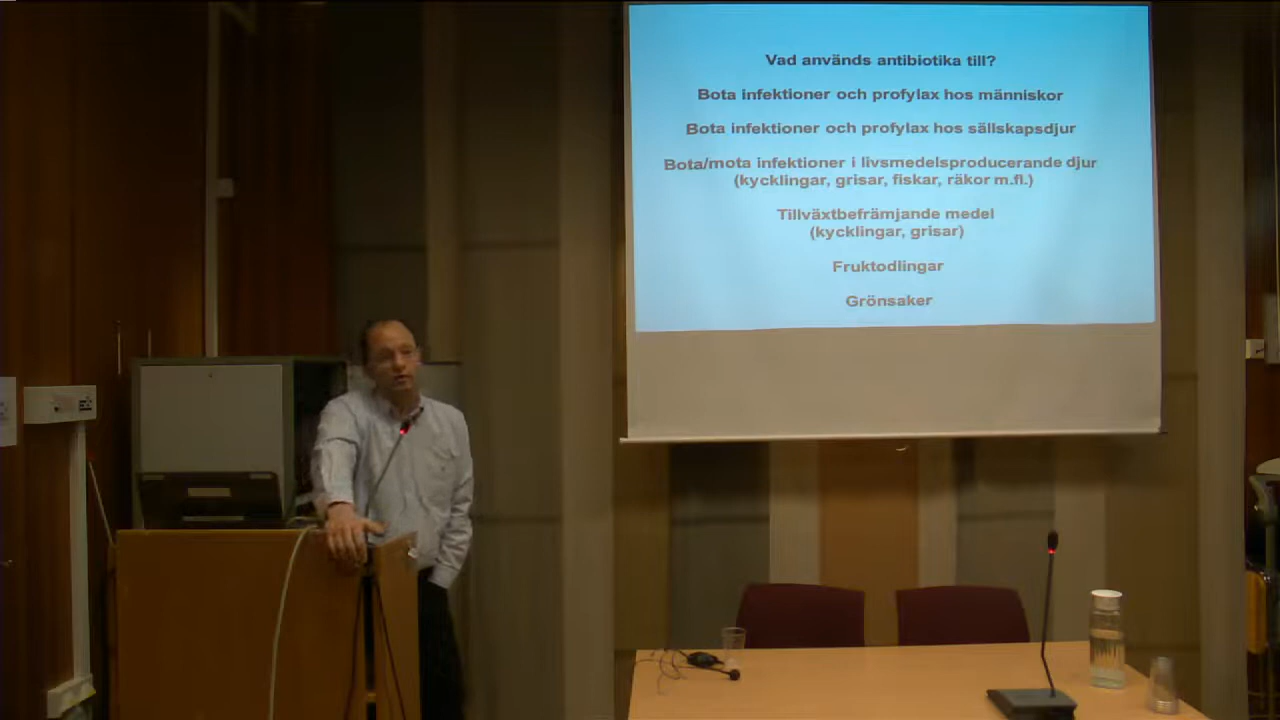 Vad används antibiotika till?
Bota infektioner och profylax hos människor
Bota infektioner och profylax hos sällskapsdjur
Bota/mota infektioner i livsmedelsproducerande djur
(kycklingar, grisar, fiskar, räkor m.fl.)
Tillväxtbefrämjande medel
(kycklingar, grisar)
Fruktodlingar
Grönsaker